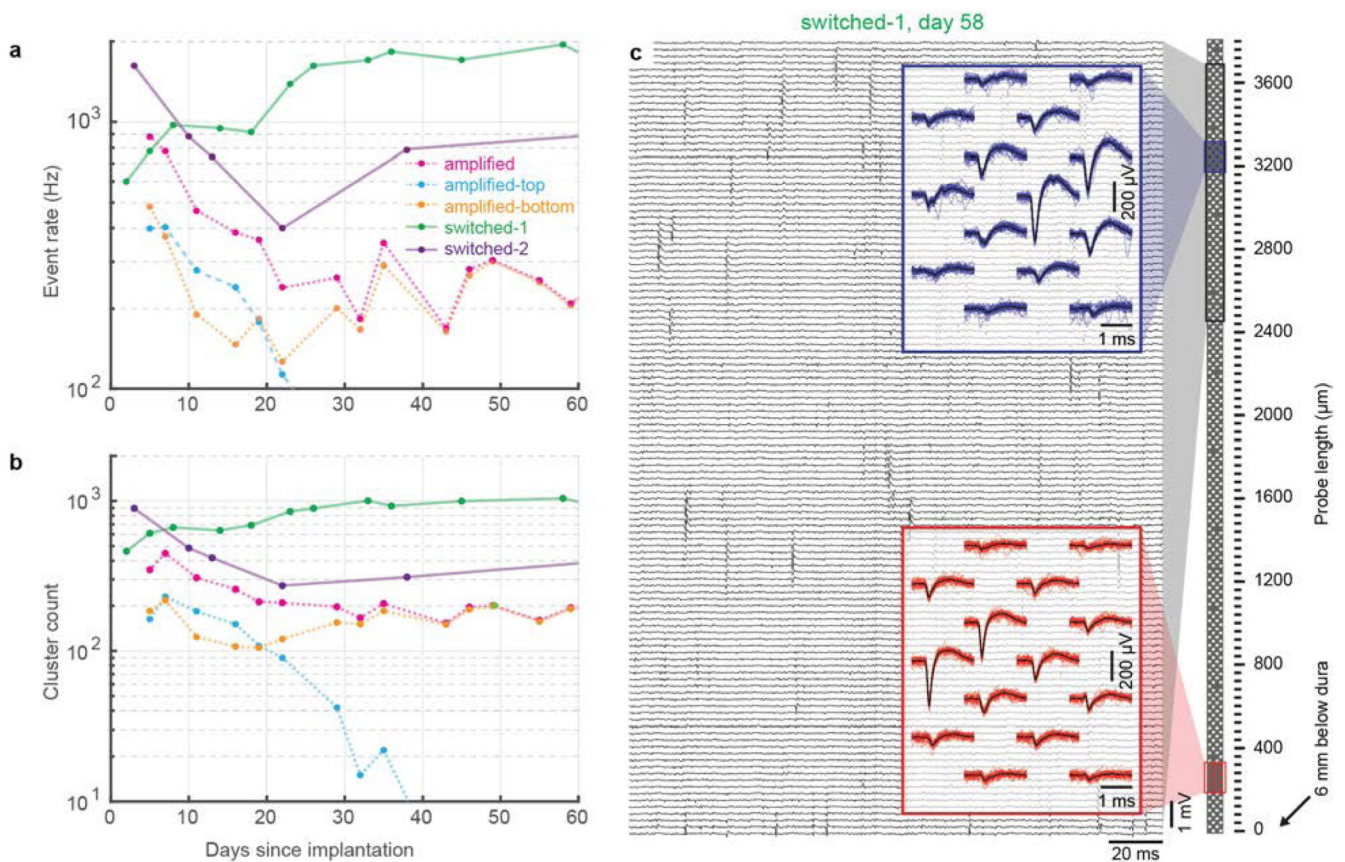 switched-1, day 58
a
10³
10²
Event rate (Hz)
amplified
amplified-top
amplified-bottom
switched-1
switched-2
0 10 20 30 40 50 60
b
10³
10²
10¹
Cluster count
0 10 20 30 40 50 60
Days since implantation
c
200 µV
1 ms
200 µV
1 ms
1 mV
20 ms
3600
3200
2800
2400
2000
1600
1200
800
400
0
Probe length (µm)
6 mm below dura